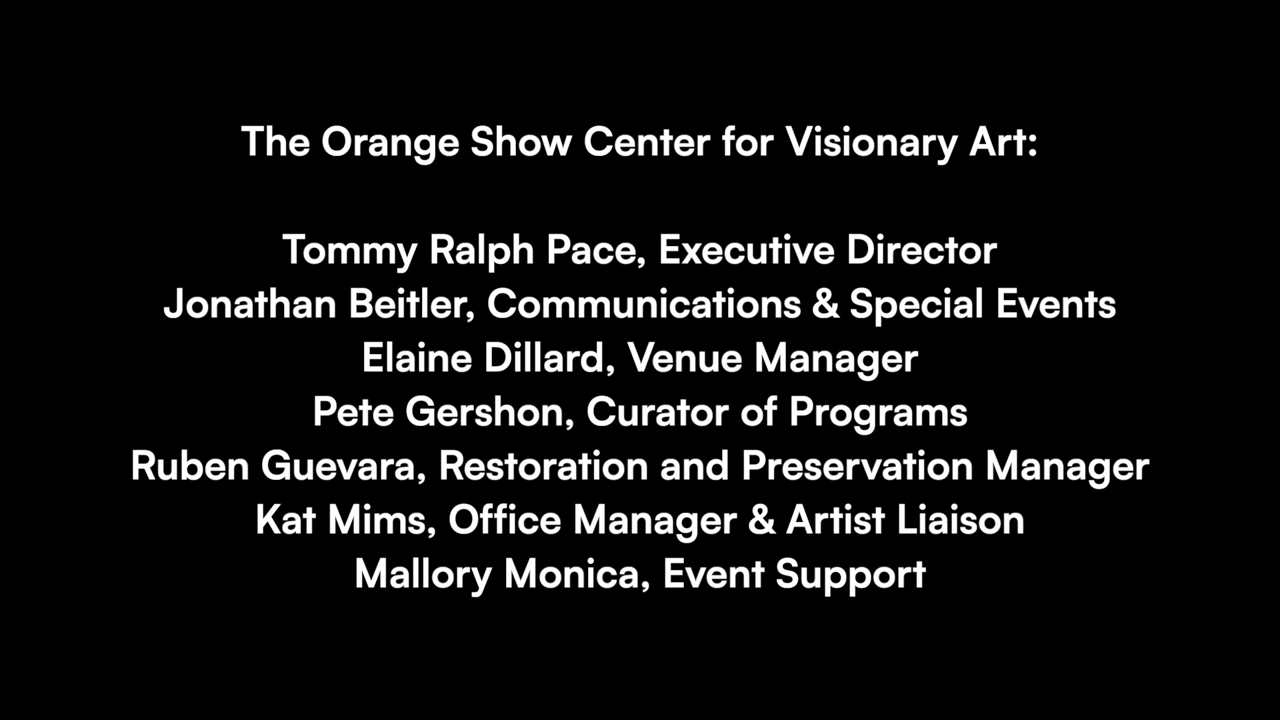 The Orange Show Center for Visionary Art:
Tommy Ralph Pace, Executive Director
Jonathan Beitler, Communications & Special Events
Elaine Dillard, Venue Manager
Pete Gershon, Curator of Programs
Ruben Guevara, Restoration and Preservation Manager
Kat Mims, Office Manager & Artist Liaison
Mallory Monica, Event Support